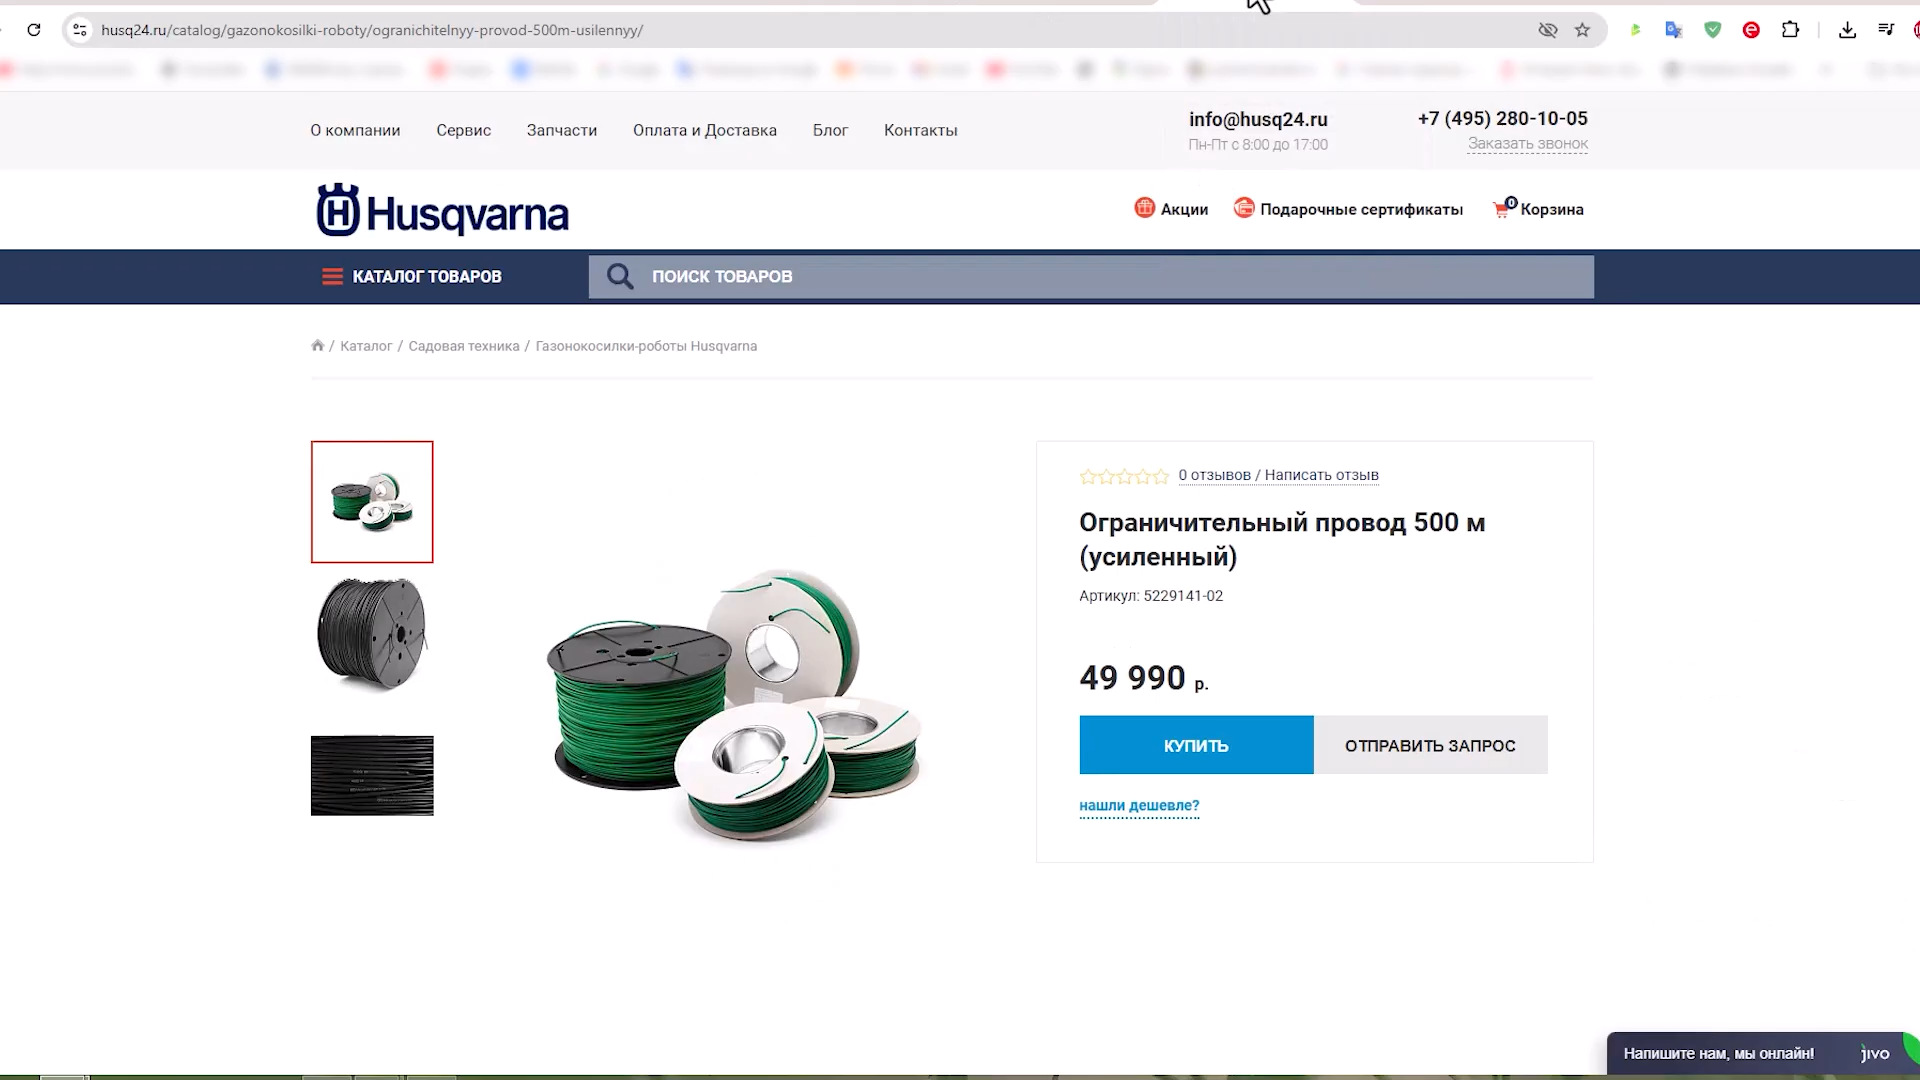 husq24.ru/catalog/gazonokosilki-roboty/ogranichitelnyy-provod-500m-usilennyy/
О компании Сервис Запчасти Оплата и Доставка Блог Контакты
info@husq24.ru
Пн-Пт с 8:00 до 17:00
+7 (495) 280-10-05
Заказать звонок
Husqvarna
Акции Подарочные сертификаты 0 Корзина
КАТАЛОГ ТОВАРОВ ПОИСК ТОВАРОВ
/ Каталог / Садовая техника / Газонокосилки-роботы Husqvarna
0 отзывов / Написать отзыв
Ограничительный провод 500 м
(усиленный)
Артикул: 5229141-02
49 990 р.
КУПИТЬ ОТПРАВИТЬ ЗАПРОС
нашли дешевле?
Напишите нам, мы онлайн! jivo